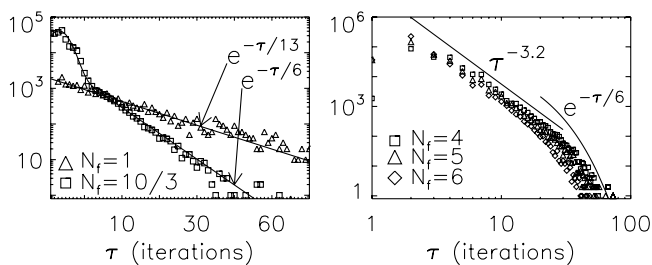 10^5
10^3
10
e^{-τ/13}
e^{-τ/6}
N_f=1
N_f=10/3
10 30 60
τ (iterations)
10^6
10^3
1
τ^{-3.2}
e^{-τ/6}
N_f=4
N_f=5
N_f=6
1 10 100
τ (iterations)